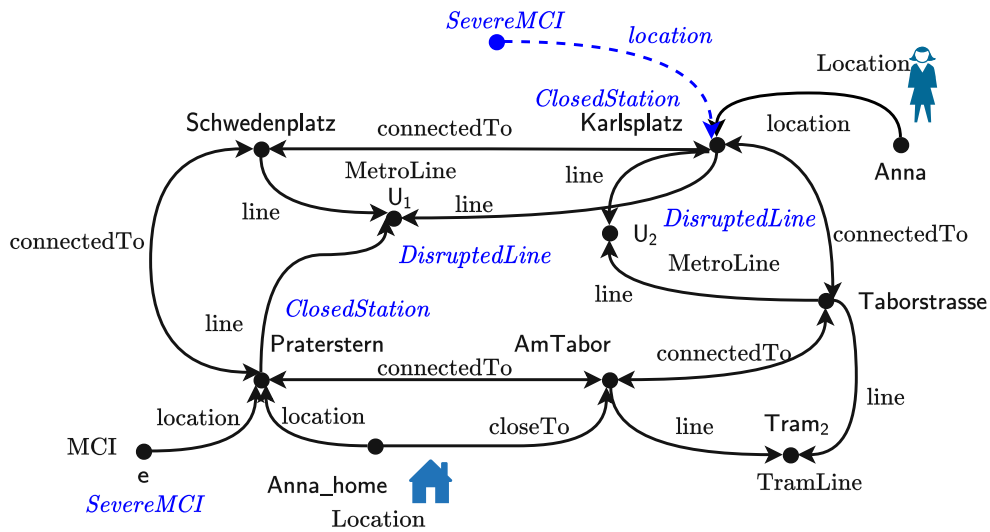 SevereMCI
location
Location
ClosedStation
Schwedenplatz
connectedTo
Karlsplatz
location
Anna
MetroLine
U1
line
line
line
DisruptedLine
U2
DisruptedLine
connectedTo
connectedTo
MetroLine
ClosedStation
line
line
Taborstrasse
Praterstern
AmTabor
connectedTo
connectedTo
line
location
location
closeTo
line
Tram2
MCI
e
TramLine
Anna_home
SevereMCI
Location